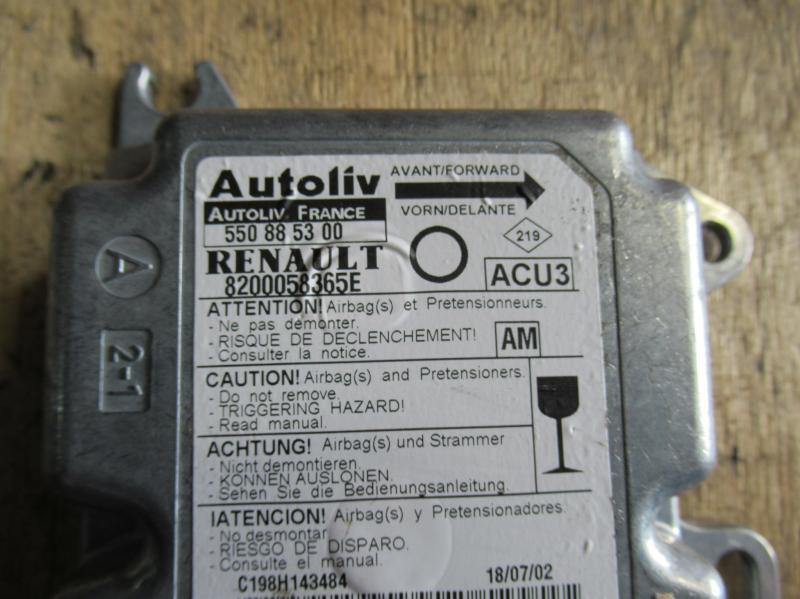 Autoliv
AUTOLIV FRANCE
550 88 53 00
AVANT/FORWARD
VORN/DELANTE
219
RENAULT
8200058365E
ACU3
ATTENTION! Airbag(s) et Pretensionneurs.
- Ne pas démonter.
- RISQUE DE DECLENCHEMENT!
- Consulter la notice.
AM
CAUTION! Airbag(s) and Pretensioners.
- Do not remove.
- TRIGGERING HAZARD!
- Read manual.
ACHTUNG! Airbag(s) und Strammer
- Nicht demontieren.
- KÖNNEN AUSLÖNEN.
- Sehen Sie die Bedienungsanleitung.
IATENCION! Airbag(s) y Pretensionadores.
- No desmontar
- RIESGO DE DISPARO.
- Consulte el manual.
C198H143484 18/07/02
A
2-1